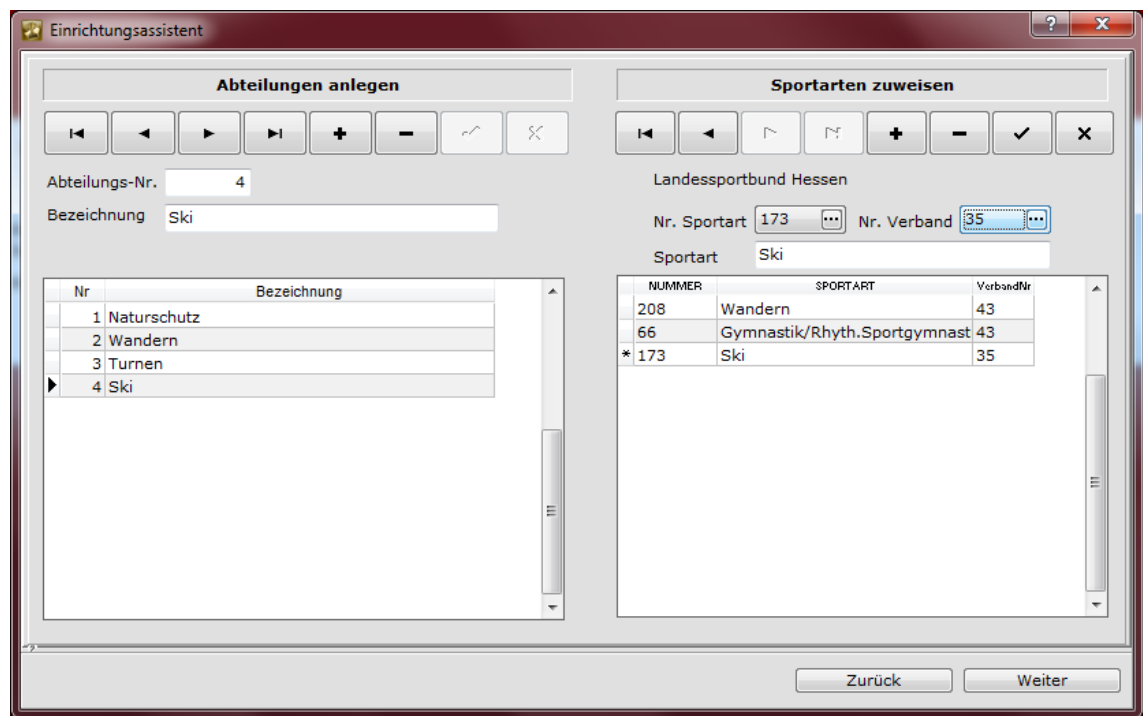 Einrichtungsassistent
Abteilungen anlegen
Abteilungs-Nr. 4
Bezeichnung Ski
Nr Bezeichnung
1 Naturschutz
2 Wandern
3 Turnen
4 Ski
Sportarten zuweisen
Landessportbund Hessen
Nr. Sportart 173 ... Nr. Verband 35 ...
Sportart Ski
NUMMER SPORTART VerbandNr
208 Wandern 43
66 Gymnastik/Rhyth.Sportgymnast 43
* 173 Ski 35
Zurück Weiter